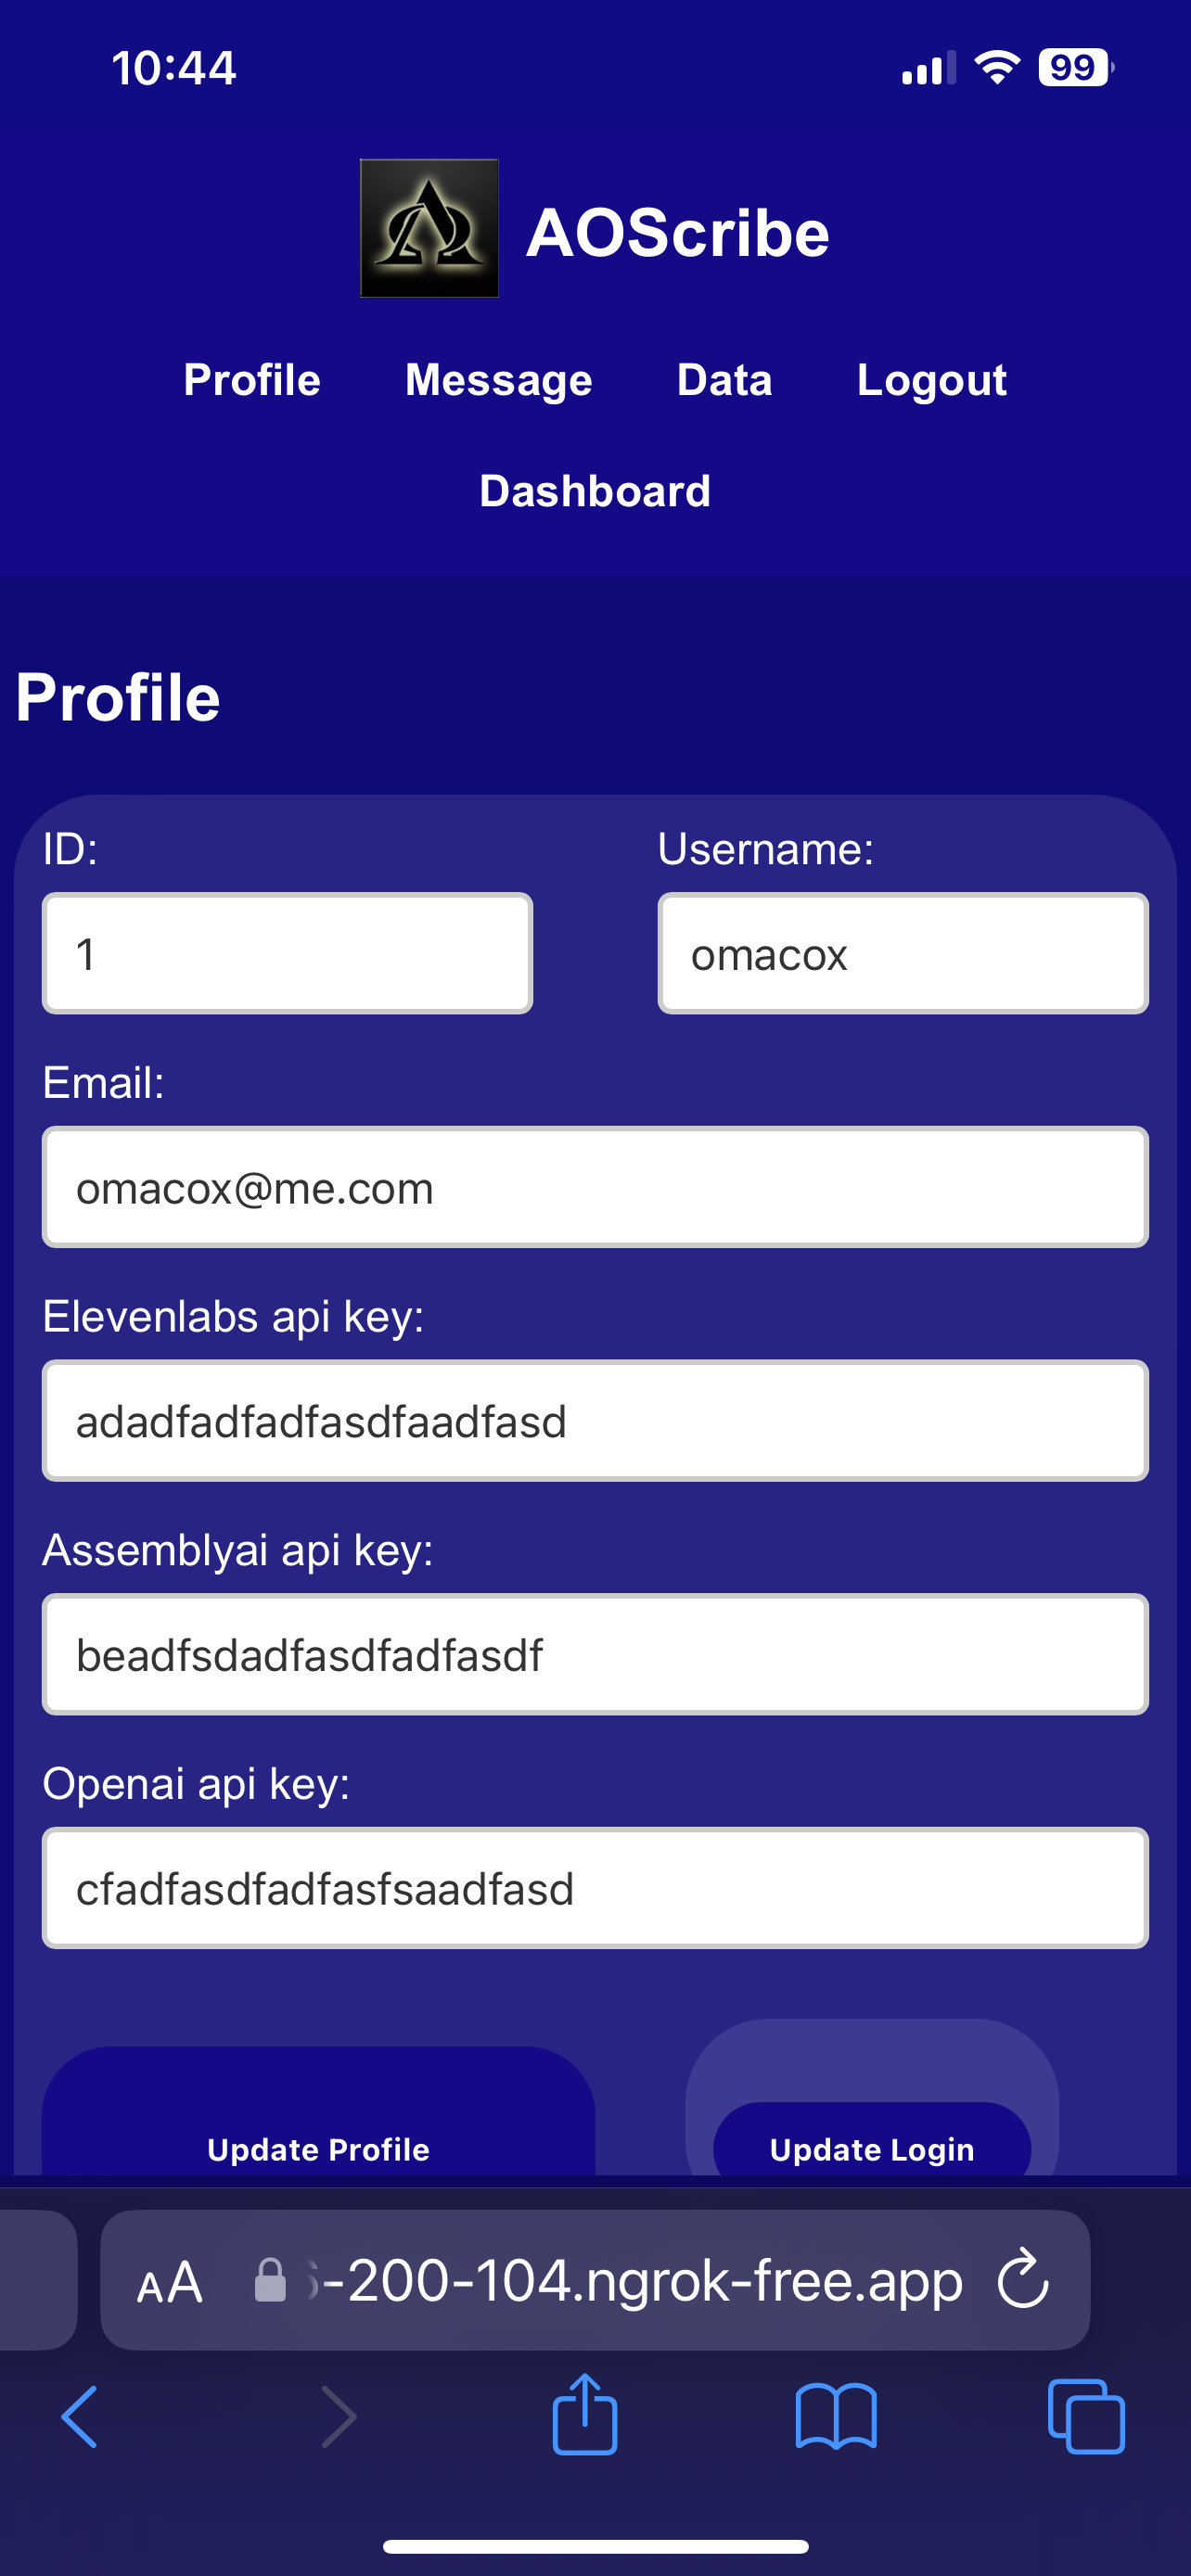 10:44 99
AOScribe
Profile Message Data Logout
Dashboard
Profile
ID: Username:
1 omacox
Email:
omacox@me.com
Elevenlabs api key:
adadfadfadfasdfaadfasd
Assemblyai api key:
beadfsdadfasdfadfasdf
Openai api key:
cfadfasdfadfasfsaadfasd
Update Profile Update Login
AA -200-104.ngrok-free.app